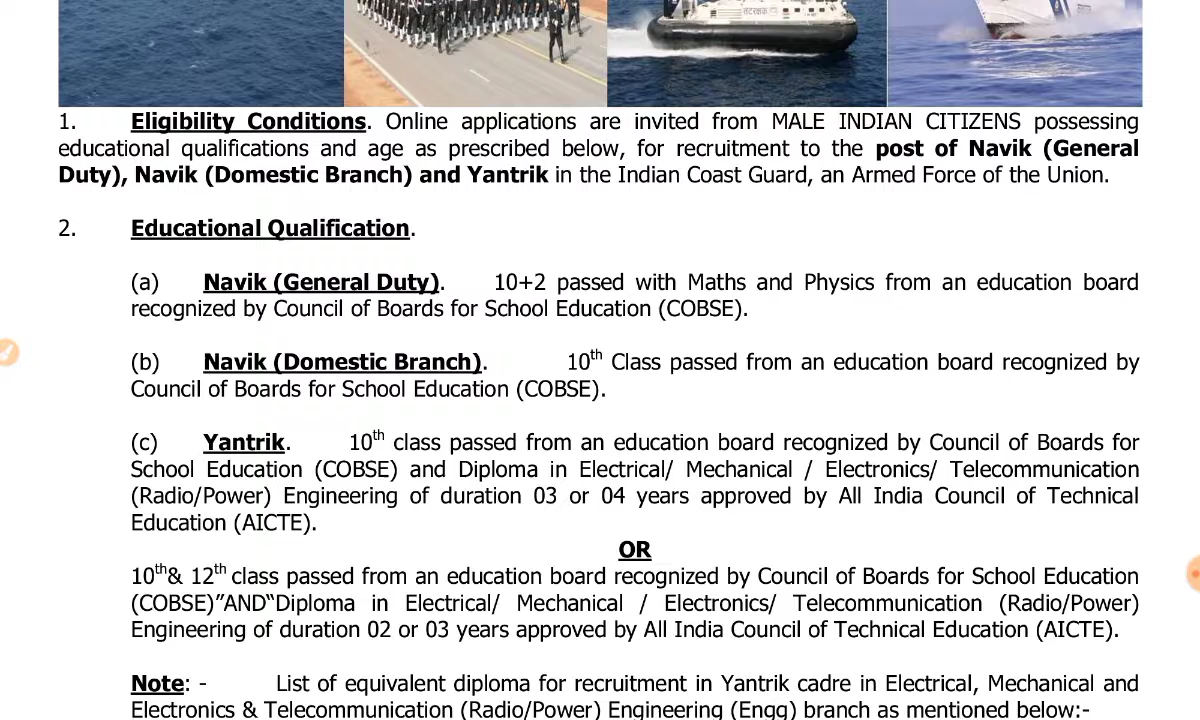 तटरक्षक
1. Eligibility Conditions. Online applications are invited from MALE INDIAN CITIZENS possessing
educational qualifications and age as prescribed below, for recruitment to the post of Navik (General
Duty), Navik (Domestic Branch) and Yantrik in the Indian Coast Guard, an Armed Force of the Union.
2. Educational Qualification.
(a) Navik (General Duty). 10+2 passed with Maths and Physics from an education board
recognized by Council of Boards for School Education (COBSE).
(b) Navik (Domestic Branch). 10th Class passed from an education board recognized by
Council of Boards for School Education (COBSE).
(c) Yantrik. 10th class passed from an education board recognized by Council of Boards for
School Education (COBSE) and Diploma in Electrical/ Mechanical / Electronics/ Telecommunication
(Radio/Power) Engineering of duration 03 or 04 years approved by All India Council of Technical
Education (AICTE).
OR
10th& 12th class passed from an education board recognized by Council of Boards for School Education
(COBSE)”AND“Diploma in Electrical/ Mechanical / Electronics/ Telecommunication (Radio/Power)
Engineering of duration 02 or 03 years approved by All India Council of Technical Education (AICTE).
Note: - List of equivalent diploma for recruitment in Yantrik cadre in Electrical, Mechanical and
Electronics & Telecommunication (Radio/Power) Engineering (Engg) branch as mentioned below:-